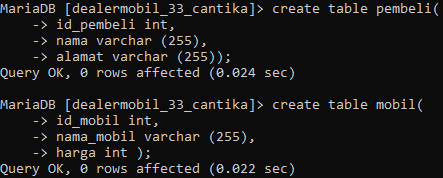 MariaDB [dealermobil_33_cantika]> create table pembeli(
    -> id_pembeli int,
    -> nama varchar (255),
    -> alamat varchar (255));
Query OK, 0 rows affected (0.024 sec)

MariaDB [dealermobil_33_cantika]> create table mobil(
    -> id_mobil int,
    -> nama_mobil varchar (255),
    -> harga int );
Query OK, 0 rows affected (0.022 sec)